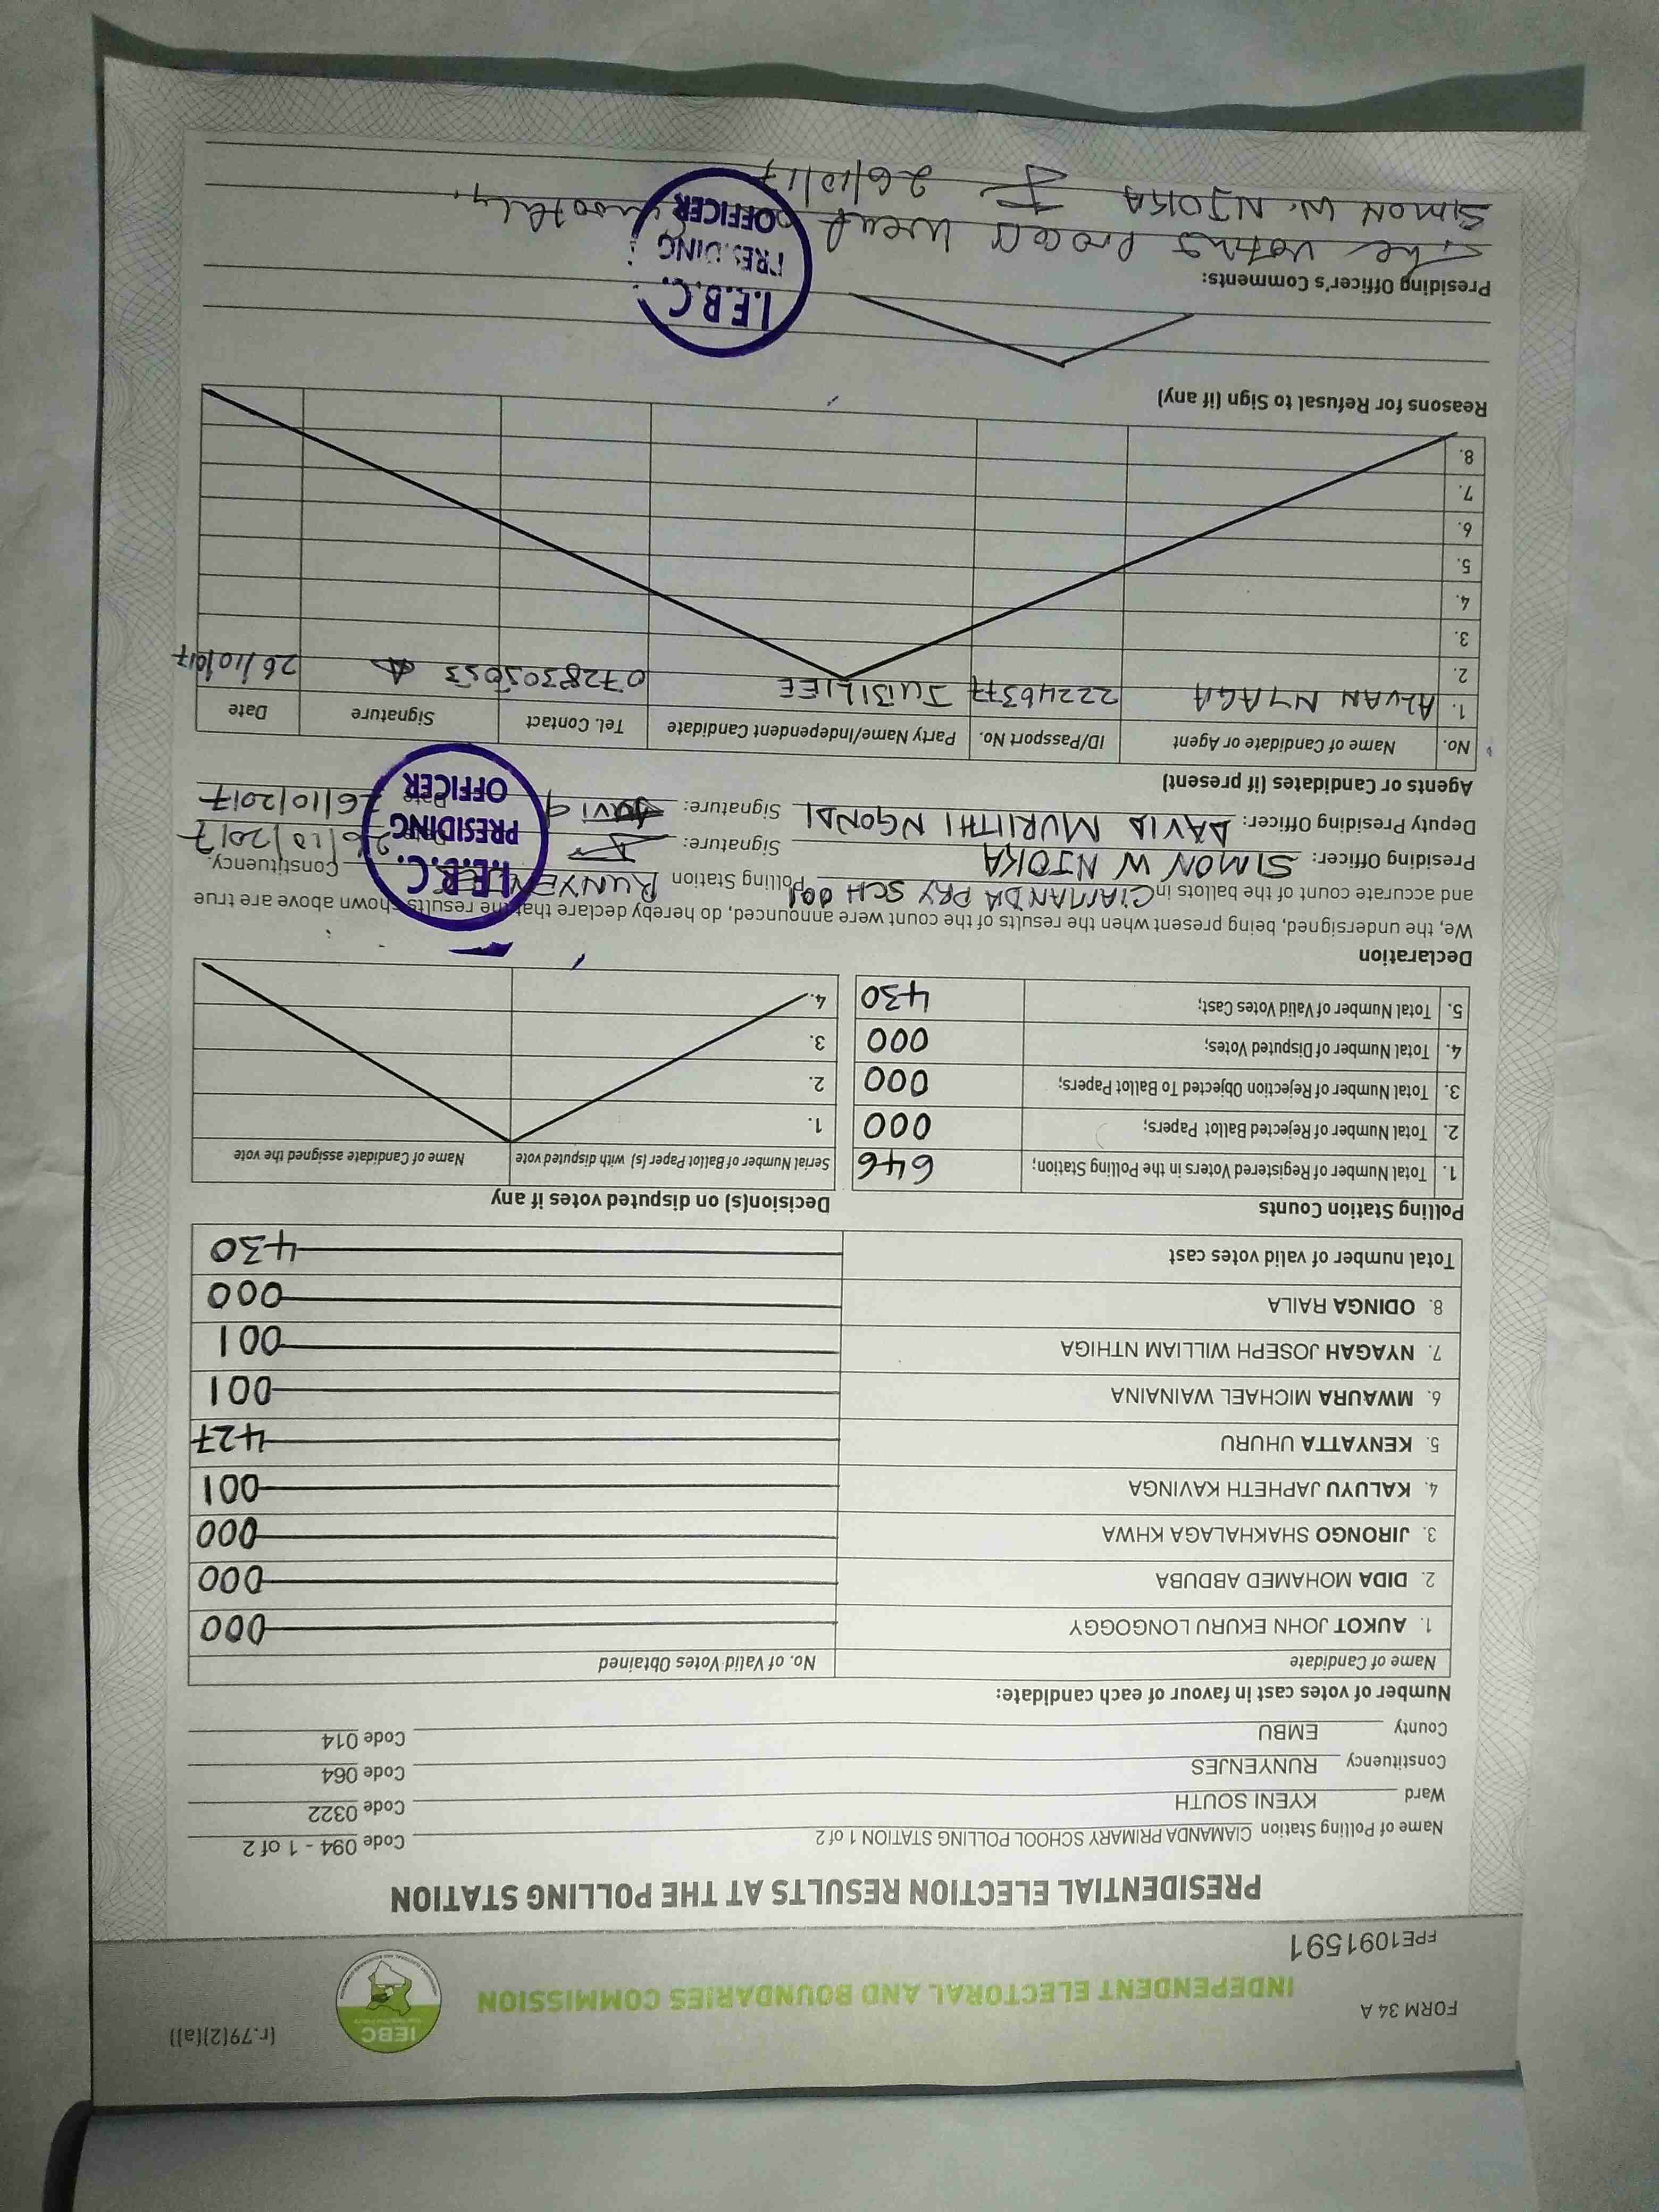 FORM 34 A
(r.79(2)(a))
IEBC
INDEPENDENT ELECTORAL AND BOUNDARIES COMMISSION
FPE1091591
PRESIDENTIAL ELECTION RESULTS AT THE POLLING STATION
Name of Polling Station CIAMANDA PRIMARY SCHOOL POLLING STATION 1 of 2 Code 094 - 1 of 2
Ward KYENI SOUTH Code 0322
Constituency RUNYENJES Code 064
County EMBU Code 014
Number of votes cast in favour of each candidate:
Name of Candidate No. of Valid Votes Obtained
1. AUKOT JOHN EKURU LONGOGGY 000
2. DIDA MOHAMED ABDUBA 000
3. JIRONGO SHAKHALAGA KHWA 000
4. KALUYU JAPHETH KAVINGA 001
5. KENYATTA UHURU 427
6. MWAURA MICHAEL WAINAINA 001
7. NYAGAH JOSEPH WILLIAM NTHIGA 001
8. ODINGA RAILA 000
Total number of valid votes cast 430
Polling Station Counts
1. Total Number of Registered Voters in the Polling Station; 646
2. Total Number of Rejected Ballot Papers; 000
3. Total Number of Rejection Objected To Ballot Papers; 000
4. Total Number of Disputed Votes; 000
5. Total Number of Valid Votes Cast; 430
Decision(s) on disputed votes if any
Serial Number of Ballot Paper (s) with disputed vote Name of Candidate assigned the vote
1.
2.
3.
4.
Declaration
We, the undersigned, being present when the results of the count were announced, do hereby declare that the results shown above are true
and accurate count of the ballots in CIAMANDA PRY SCH 001 Polling Station Constituency.
Presiding Officer: SIMON W NJOKA Signature: 26/10/2017
Deputy Presiding Officer: DAVID MURIITHI NGONDI Signature: David Date 26/10/2017
I.E.B.C.
PRESIDING
OFFICER
Agents or Candidates (if present)
No. Name of Candidate or Agent ID/Passport No. Party Name/Independent Candidate Tel. Contact Signature Date
1. ALVAN NYAGA 22246377 JUBILIEE 0728305053 26/10/017
2.
3.
4.
5.
6.
7.
8.
Reasons for Refusal to Sign (if any)
Presiding Officer's Comments:
The voting process went smoothly.
SIMON W. NJOKA 26/10/17
I.E.B.C.
PRESIDING
OFFICER